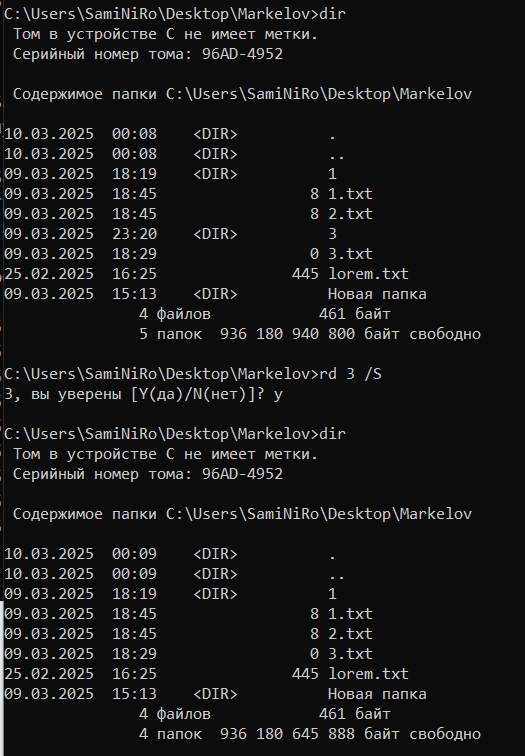 C:\Users\SamiNiRo\Desktop\Markelov>dir
Том в устройстве C не имеет метки.
Серийный номер тома: 96AD-4952
Содержимое папки C:\Users\SamiNiRo\Desktop\Markelov
10.03.2025  00:08    <DIR>          .
10.03.2025  00:08    <DIR>          ..
09.03.2025  18:19    <DIR>          1
09.03.2025  18:45                 8 1.txt
09.03.2025  18:45                 8 2.txt
09.03.2025  23:20    <DIR>          3
09.03.2025  18:29                 0 3.txt
25.02.2025  16:25               445 lorem.txt
09.03.2025  15:13    <DIR>          Новая папка
4 файлов            461 байт
5 папок  936 180 940 800 байт свободно
C:\Users\SamiNiRo\Desktop\Markelov>rd 3 /S
3, вы уверены [Y(да)/N(нет)]? y
C:\Users\SamiNiRo\Desktop\Markelov>dir
Том в устройстве C не имеет метки.
Серийный номер тома: 96AD-4952
Содержимое папки C:\Users\SamiNiRo\Desktop\Markelov
10.03.2025  00:09    <DIR>          .
10.03.2025  00:09    <DIR>          ..
09.03.2025  18:19    <DIR>          1
09.03.2025  18:45                 8 1.txt
09.03.2025  18:45                 8 2.txt
09.03.2025  18:29                 0 3.txt
25.02.2025  16:25               445 lorem.txt
09.03.2025  15:13    <DIR>          Новая папка
4 файлов            461 байт
4 папок  936 180 645 888 байт свободно